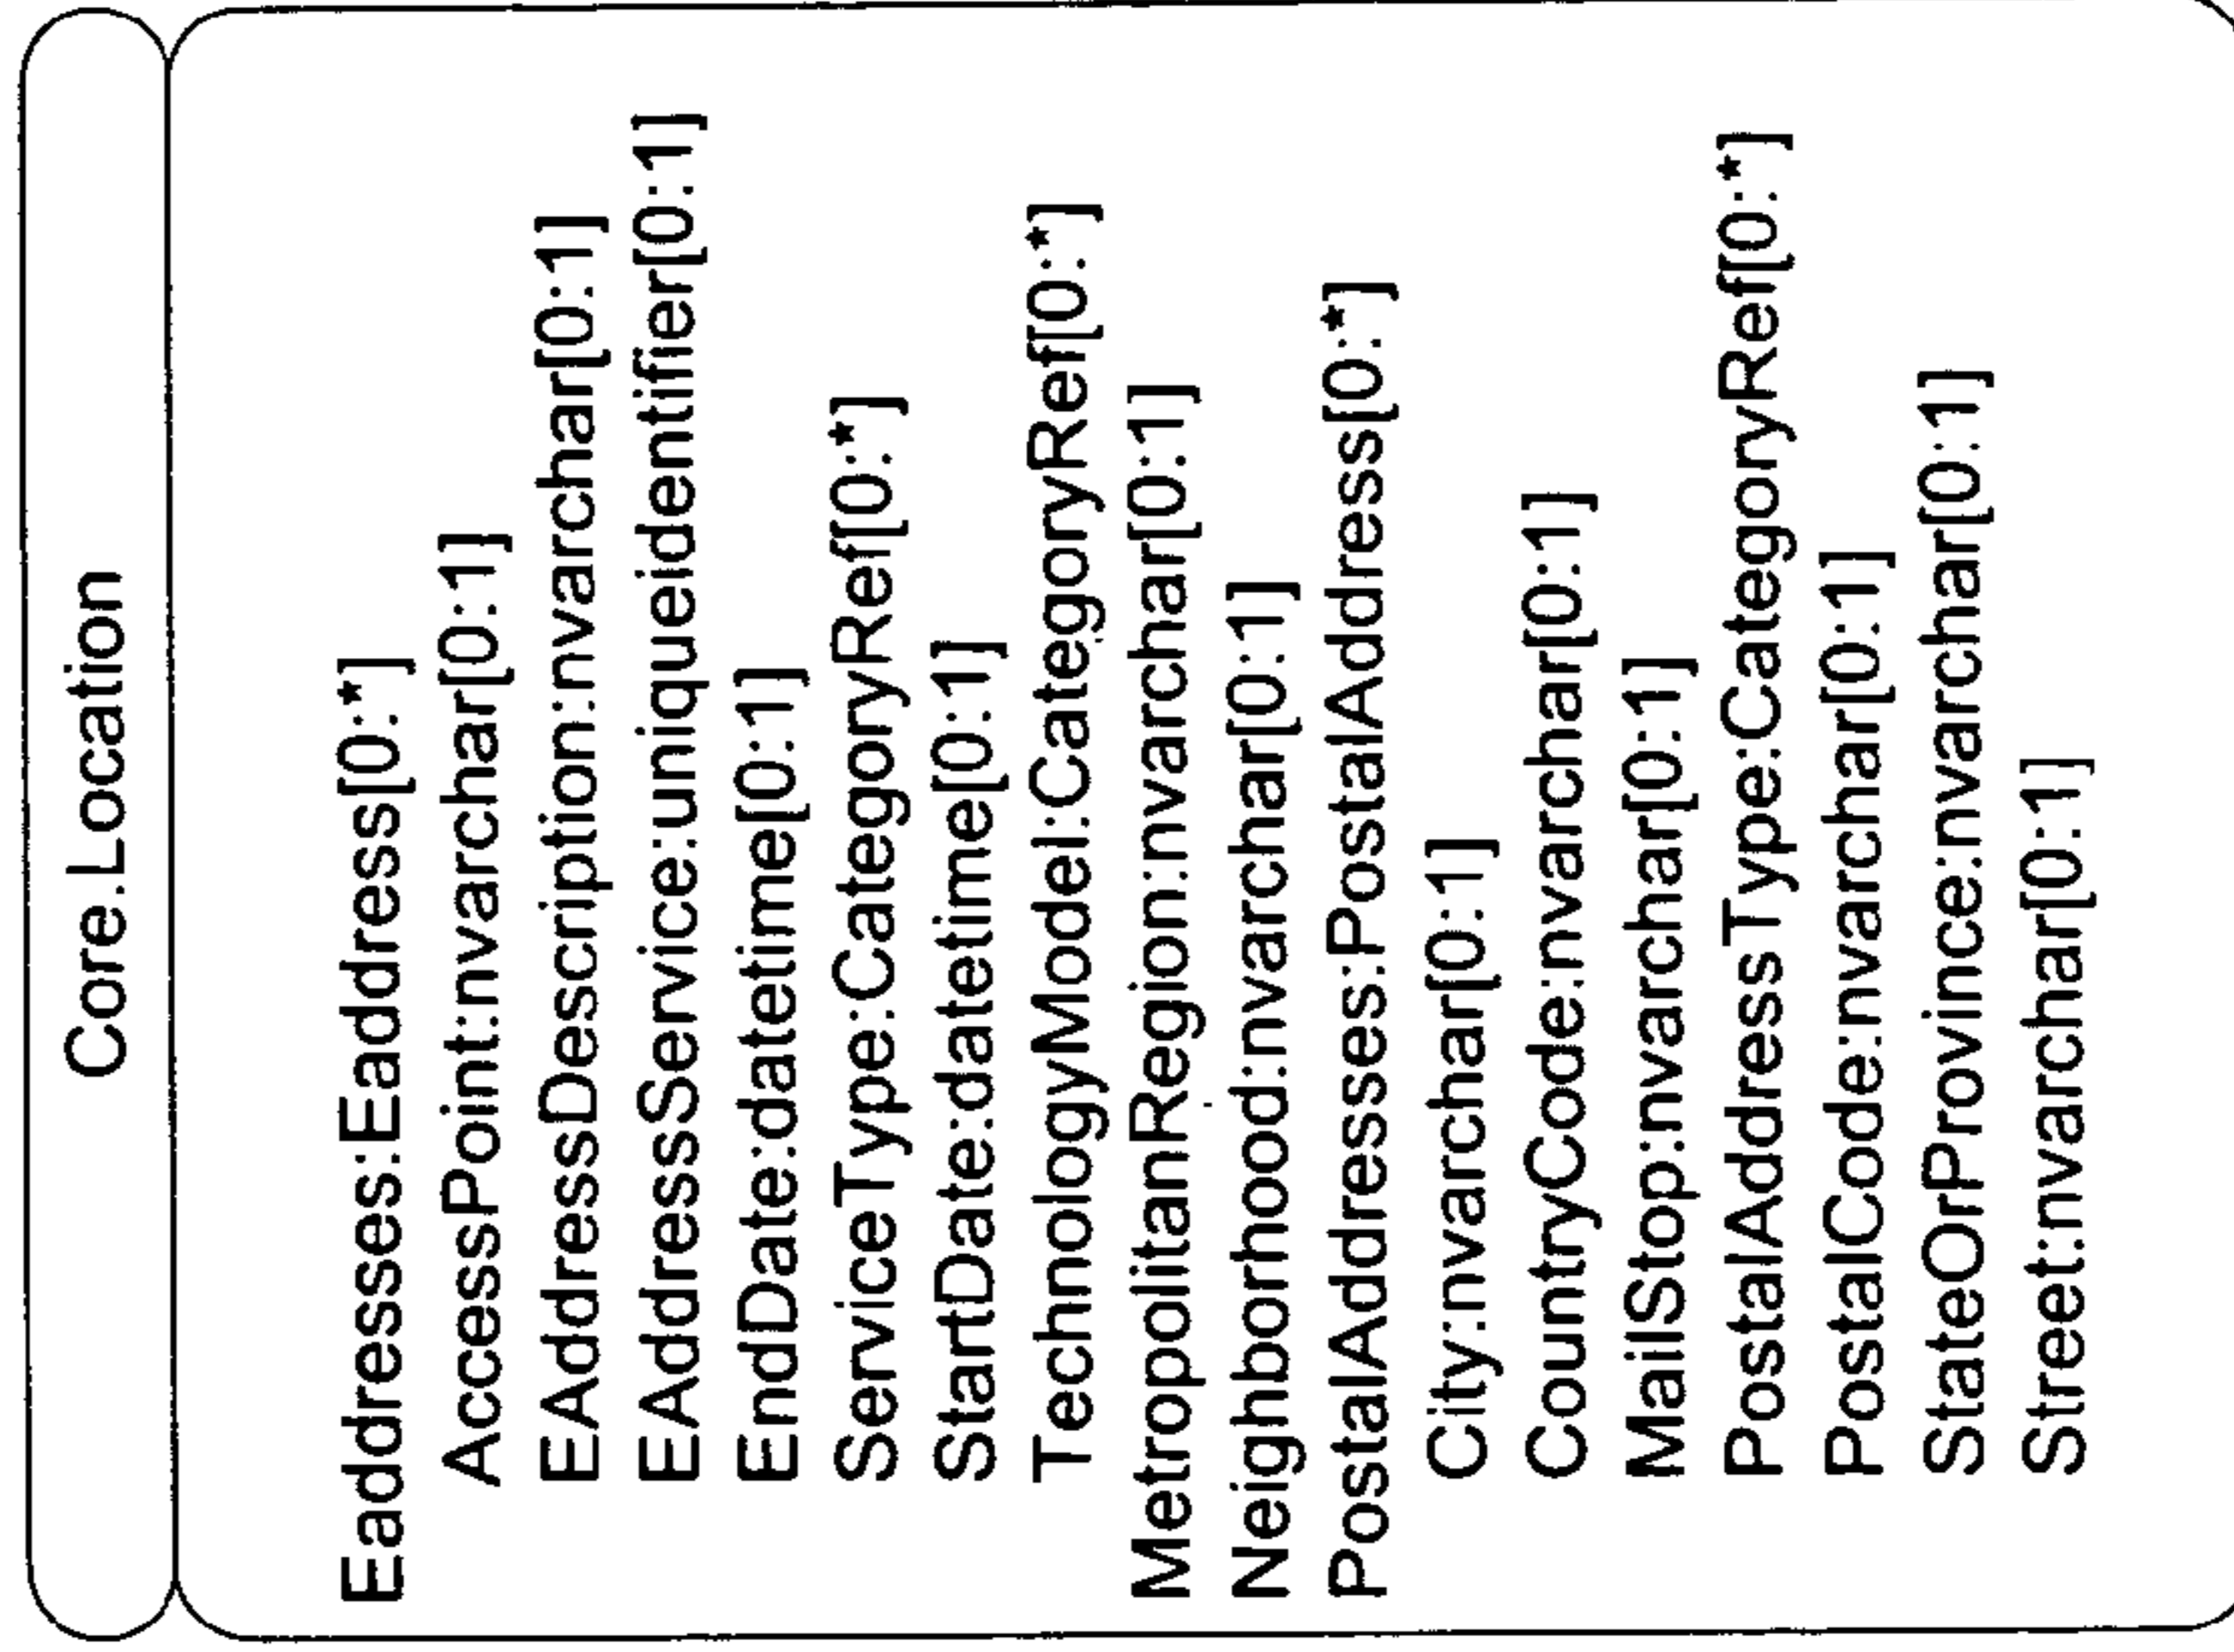 Core.Location
Eaddresses:Eaddress[0:*]
AccessPoint:nvarchar[0:1]
EAddressDescription:nvarchar[0:1]
EAddressService:uniqueidentifier[0:1]
EndDate:datetime[0:1]
ServiceType:CategoryRef[0:*]
StartDate:datetime[0:1]
TechnologyModel:CategoryRef[0:*]
MetropolitanRegion:nvarchar[0:1]
Neighborhood:nvarchar[0:1]
PostalAddresses:PostalAddress[0:*]
City:nvarchar[0:1]
CountryCode:nvarchar[0:1]
MailStop:nvarchar[0:1]
PostalAddressType:CategoryRef[0:*]
PostalCode:nvarchar[0:1]
StateOrProvince:nvarchar[0:1]
Street:nvarchar[0:1]